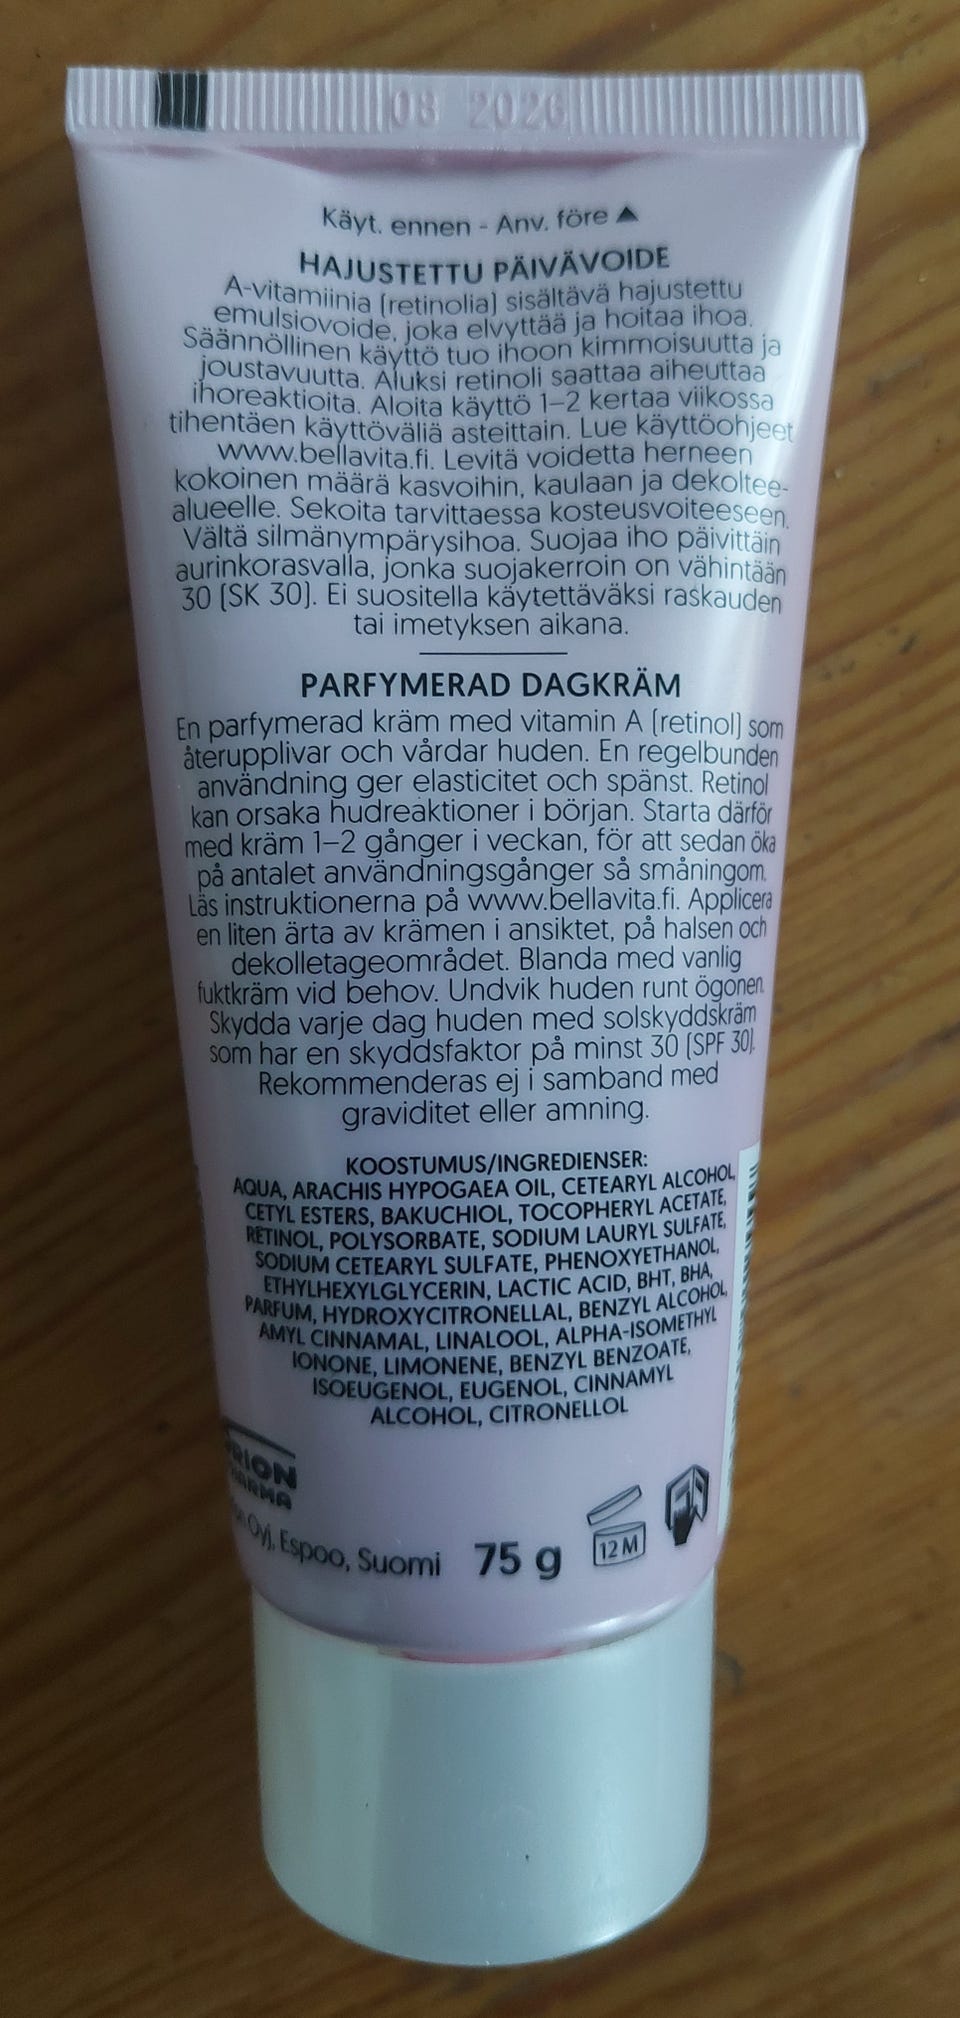 08 2026
Käyt. ennen - Anv. före ▲
HAJUSTETTU PÄIVÄVOIDE
A-vitamiinia (retinolia) sisältävä hajustettu
emulsiovoide, joka elvyttää ja hoitaa ihoa.
Säännöllinen käyttö tuo ihoon kimmoisuutta ja
joustavuutta. Aluksi retinoli saattaa aiheuttaa
ihoreaktioita. Aloita käyttö 1–2 kertaa viikossa
tihentäen käyttöväliä asteittain. Lue käyttöohjeet
www.bellavita.fi. Levitä voidetta herneen
kokoinen määrä kasvoihin, kaulaan ja dekoltee-
alueelle. Sekoita tarvittaessa kosteusvoiteeseen.
Vältä silmänympärysihoa. Suojaa iho päivittäin
aurinkorasvalla, jonka suojakerroin on vähintään
30 (SK 30). Ei suositella käytettäväksi raskauden
tai imetyksen aikana.
PARFYMERAD DAGKRÄM
En parfymerad kräm med vitamin A (retinol) som
återupplivar och vårdar huden. En regelbunden
användning ger elasticitet och spänst. Retinol
kan orsaka hudreaktioner i början. Starta därför
med kräm 1–2 gånger i veckan, för att sedan öka
på antalet användningsgånger så småningom.
Läs instruktionerna på www.bellavita.fi. Applicera
en liten ärta av krämen i ansiktet, på halsen och
dekolletageområdet. Blanda med vanlig
fuktkräm vid behov. Undvik huden runt ögonen.
Skydda varje dag huden med solskyddskräm
som har en skyddsfaktor på minst 30 (SPF 30).
Rekommenderas ej i samband med
graviditet eller amning.
KOOSTUMUS/INGREDIENSER:
AQUA, ARACHIS HYPOGAEA OIL, CETEARYL ALCOHOL,
CETYL ESTERS, BAKUCHIOL, TOCOPHERYL ACETATE,
RETINOL, POLYSORBATE, SODIUM LAURYL SULFATE,
SODIUM CETEARYL SULFATE, PHENOXYETHANOL,
ETHYLHEXYLGLYCERIN, LACTIC ACID, BHT, BHA,
PARFUM, HYDROXYCITRONELLAL, BENZYL ALCOHOL,
AMYL CINNAMAL, LINALOOL, ALPHA-ISOMETHYL
IONONE, LIMONENE, BENZYL BENZOATE,
ISOEUGENOL, EUGENOL, CINNAMYL
ALCOHOL, CITRONELLOL
Oyj, Espoo, Suomi 75 g 12 M